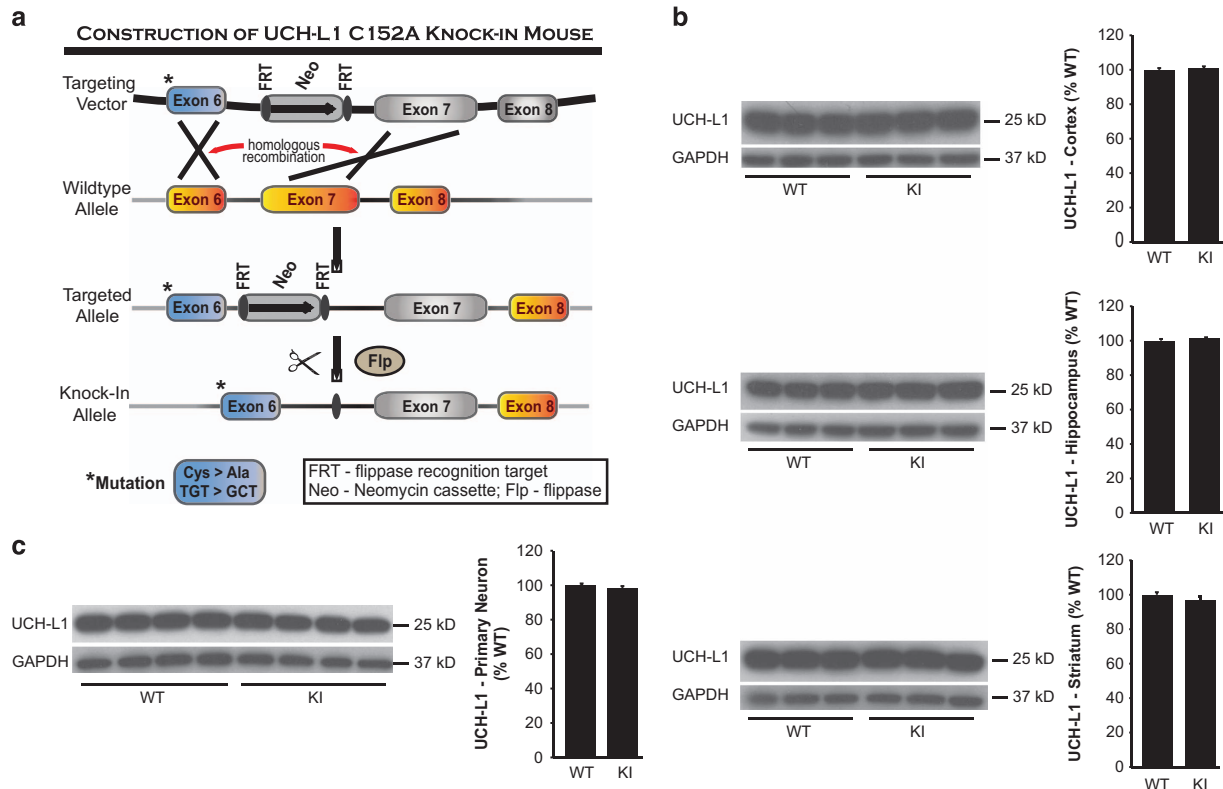 a
CONSTRUCTION OF UCH-L1 C152A KNOCK-IN MOUSE
Targeting
Vector
*
Exon 6
FRT
Neo
FRT
Exon 7
Exon 8
homologous
recombination
Wildtype
Allele
Exon 6
Exon 7
Exon 8
Targeted
Allele
*
Exon 6
FRT
Neo
FRT
Exon 7
Exon 8
Flp
Knock-In
Allele
*
Exon 6
Exon 7
Exon 8
*Mutation
Cys > Ala
TGT > GCT
FRT - flippase recognition target
Neo - Neomycin cassette; Flp - flippase
b
UCH-L1
25 kD
GAPDH
37 kD
WT
KI
UCH-L1 - Cortex (% WT)
120
100
80
60
40
100
0
WT
KI
UCH-L1
25 kD
GAPDH
37 kD
WT
KI
UCH-L1 - Hippocampus (% WT)
120
100
80
60
40
20
0
WT
KI
UCH-L1
25 kD
GAPDH
37 kD
WT
KI
UCH-L1 - Striatum (% WT)
120
100
80
60
40
20
0
WT
KI
c
UCH-L1
25 kD
GAPDH
37 kD
WT
KI
UCH-L1 - Primary Neuron
(% WT)
120
100
80
60
40
20
0
WT
KI